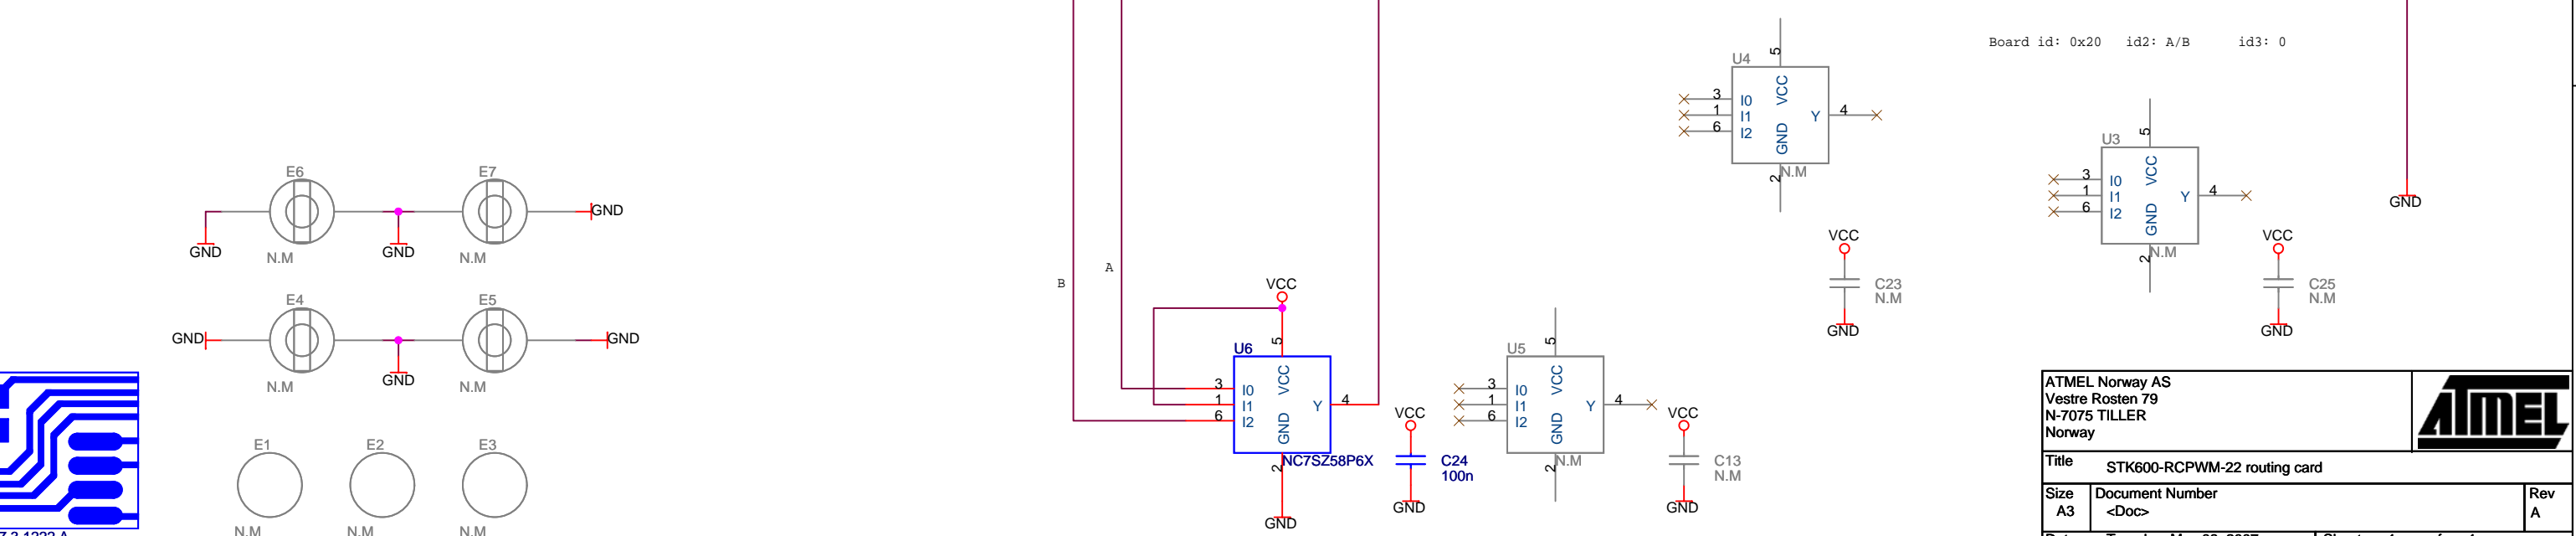 Board id: 0x20 id2: A/B id3: 0
U4
5
VCC
3 I0
1 I1
6 I2
Y 4
GND
2
N.M
U3
5
VCC
3 I0
1 I1
6 I2
Y 4
GND
2
N.M
GND
E6
E7
GND
GND
GND
N.M
N.M
VCC
C23
N.M
GND
VCC
C25
N.M
GND
B
A
E4
E5
GND
GND
GND
N.M
N.M
VCC
U6
5
VCC
3 I0
1 I1
6 I2
Y 4
GND
2
NC7SZ58P6X
GND
VCC
C24
100n
GND
U5
5
VCC
3 I0
1 I1
6 I2
Y 4
GND
2
N.M
VCC
C13
N.M
GND
E1
E2
E3
N.M
N.M
N.M
ATMEL Norway AS
Vestre Rosten 79
N-7075 TILLER
Norway
ATMEL
Title
STK600-RCPWM-22 routing card
Size
A3
Document Number
<Doc>
Rev
A